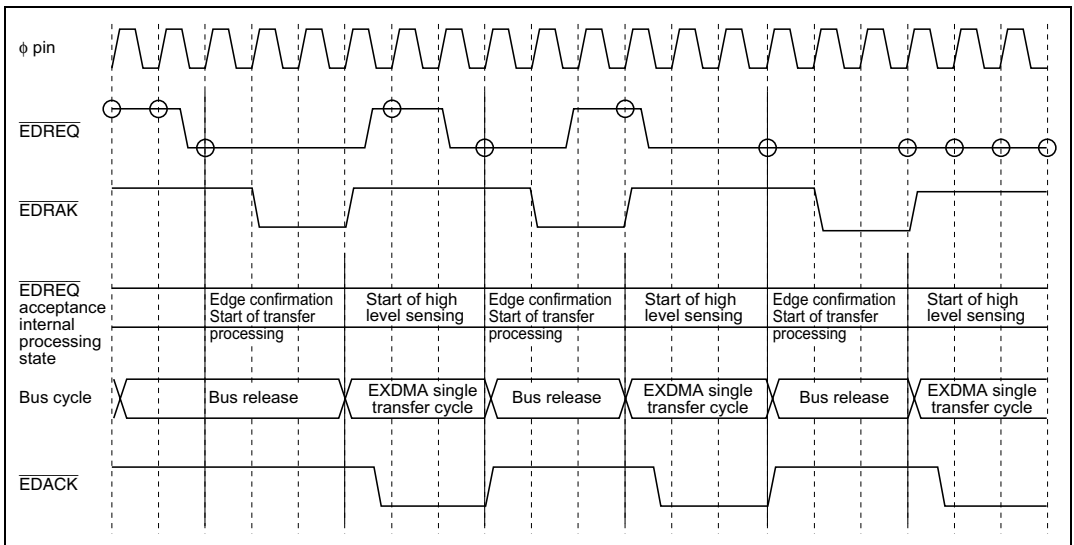 ϕ pin
EDREQ
EDRAK
EDREQ
acceptance
internal
processing
state
Edge confirmation
Start of transfer
processing
Start of high
level sensing
Edge confirmation
Start of transfer
processing
Start of high
level sensing
Edge confirmation
Start of transfer
processing
Start of high
level sensing
Bus cycle
Bus release
EXDMA single
transfer cycle
Bus release
EXDMA single
transfer cycle
Bus release
EXDMA single
transfer cycle
EDACK